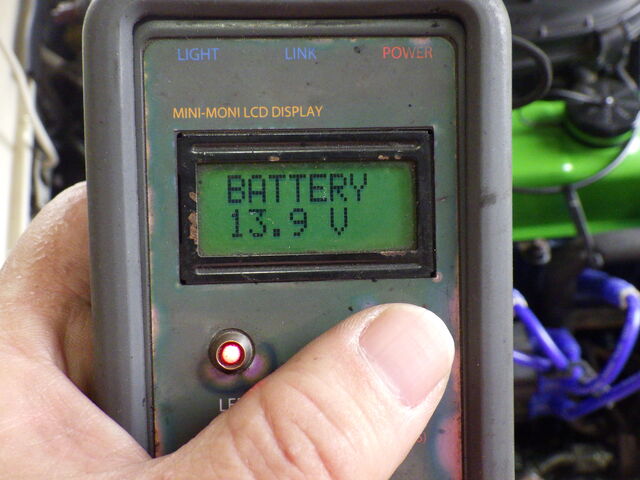 LIGHT LINK POWER
MINI-MONI LCD DISPLAY
BATTERY
13.9 V